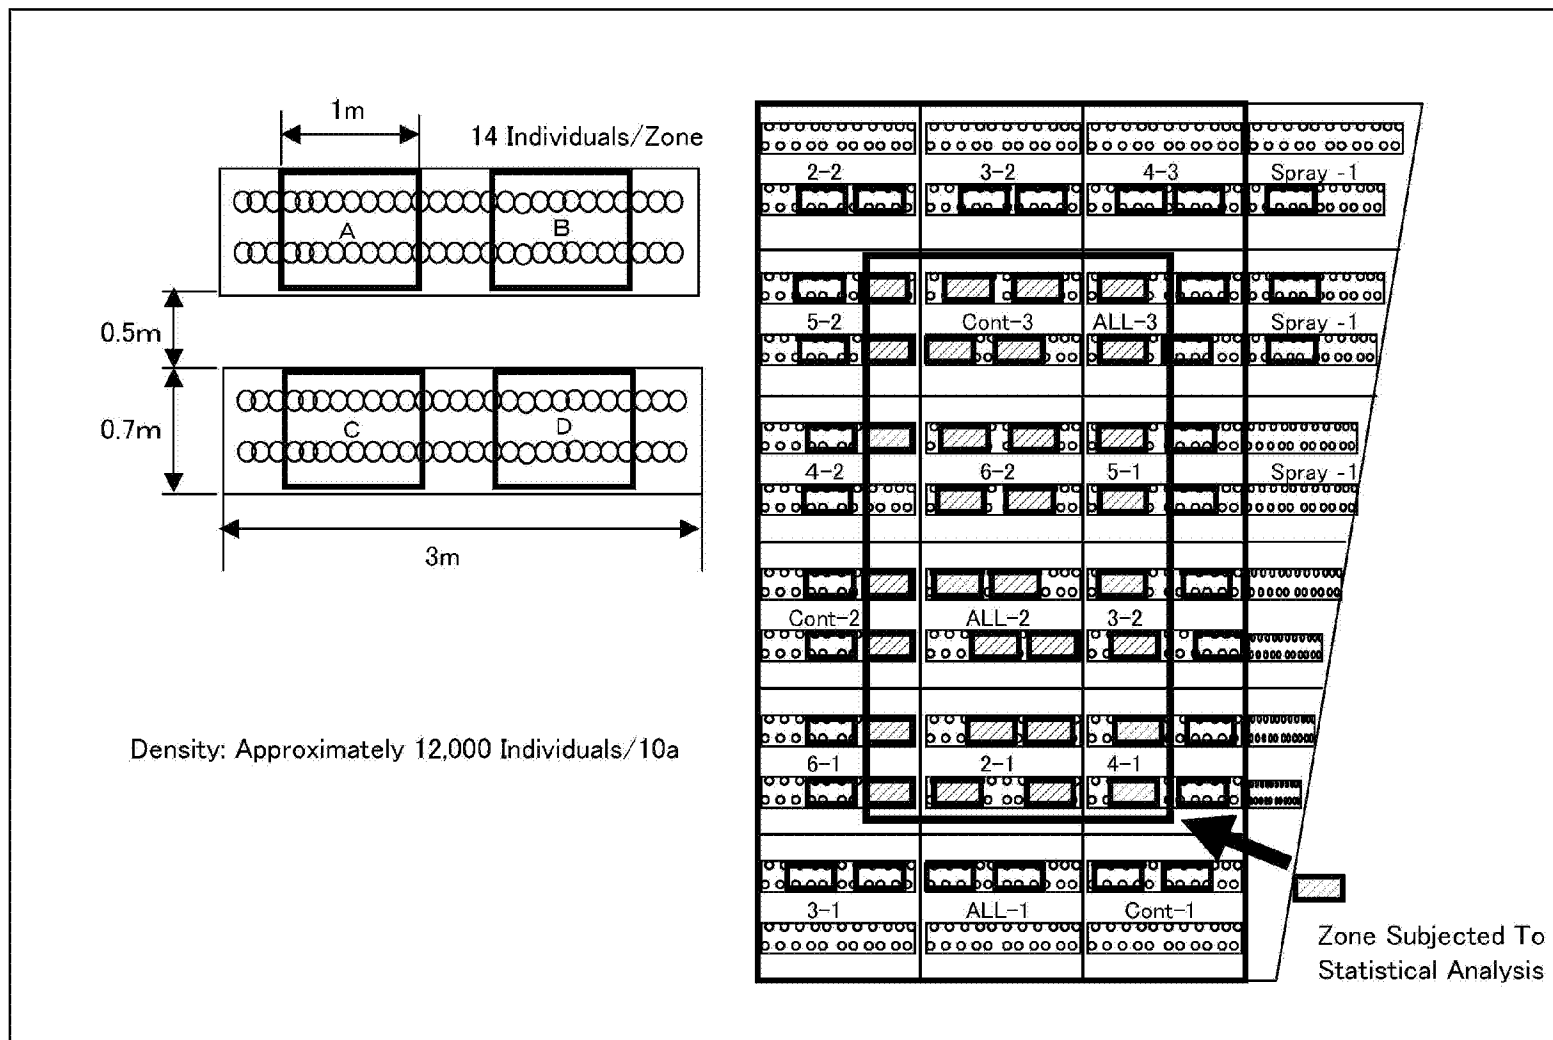 1m
14 Individuals/Zone
A
B
0.5m
0.7m
C
D
3m
Density: Approximately 12,000 Individuals/10a
2-2
3-2
4-3
Spray -1
5-2
Cont-3
ALL-3
Spray -1
4-2
6-2
5-1
Spray -1
Cont-2
ALL-2
3-2
6-1
2-1
4-1
3-1
ALL-1
Cont-1
Zone Subjected To
Statistical Analysis